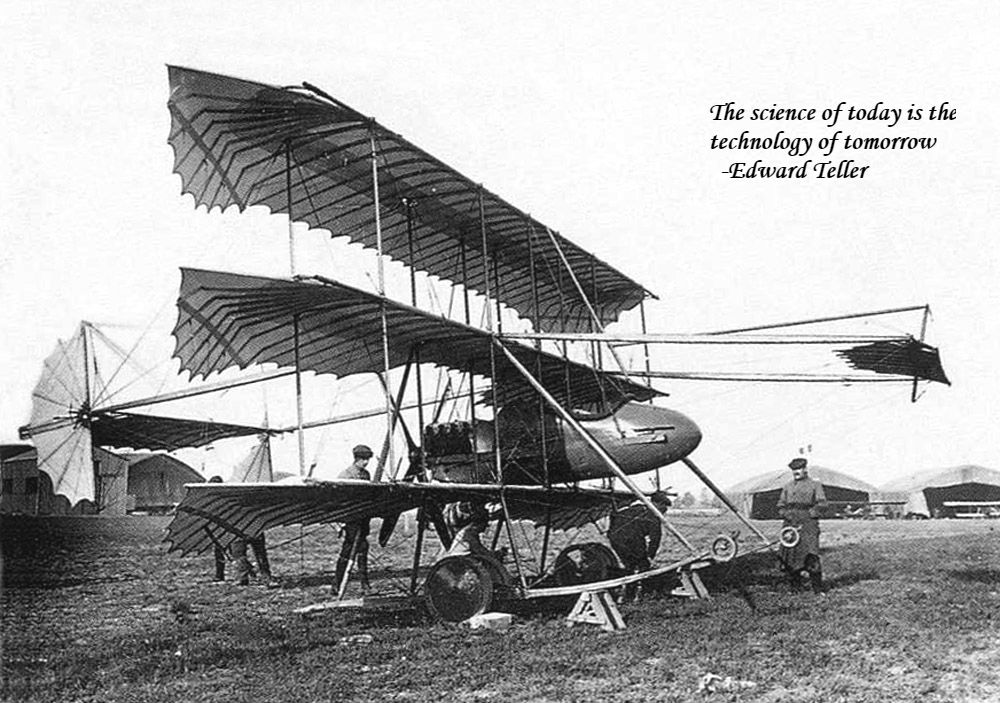 The science of today is the
technology of tomorrow
-Edward Teller